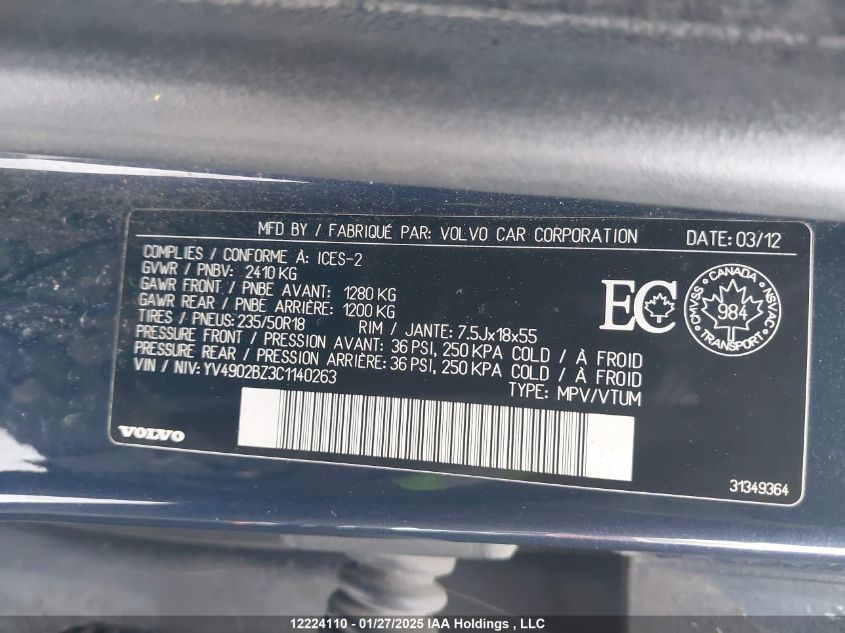 MFD BY / FABRIQUÉ PAR: VOLVO CAR CORPORATION DATE: 03/12
COMPLIES / CONFORME À: ICES-2
GVWR / PNBV: 2410 KG
GAWR FRONT / PNBE AVANT: 1280 KG
GAWR REAR / PNBE ARRIÈRE: 1200 KG
TIRES / PNEUS: 235/50R18 RIM / JANTE: 7.5Jx18x55
PRESSURE FRONT / PRESSION AVANT: 36 PSI, 250 KPA COLD / À FROID
PRESSURE REAR / PRESSION ARRIÈRE: 36 PSI, 250 KPA COLD / À FROID
VIN / NIV: YV4902BZ3C1140263
TYPE: MPV/VTUM
EC
CANADA
CMVSS
984
NSVAC
VOLVO
31349364
12224110 - 01/27/2025 IAA Holdings , LLC